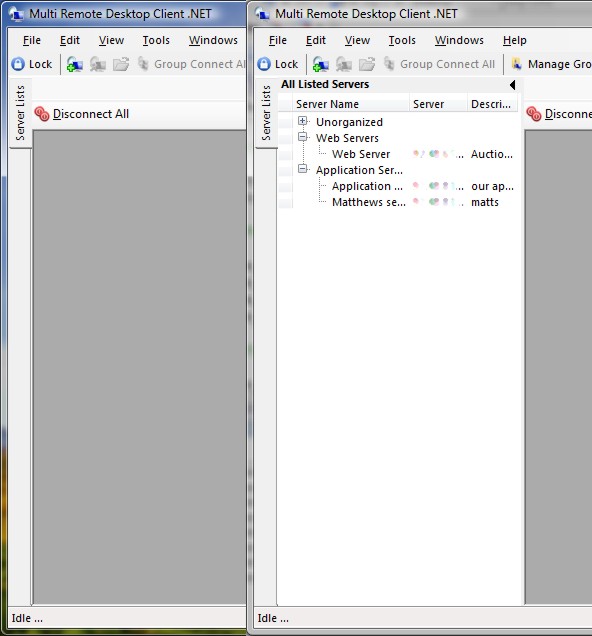 Multi Remote Desktop Client .NET
File Edit View Tools Windows
Lock Group Connect All
Server Lists
Disconnect All
Idle ...
Multi Remote Desktop Client .NET
File Edit View Tools Windows Help
Lock Group Connect All Manage Gro
Server Lists
All Listed Servers
Disconne
Server Name Server Descri...
Unorganized
Web Servers
Web Server ... Auctio...
Application Ser...
Application ... ... our ap...
Matthews se... ... matts
Idle ...